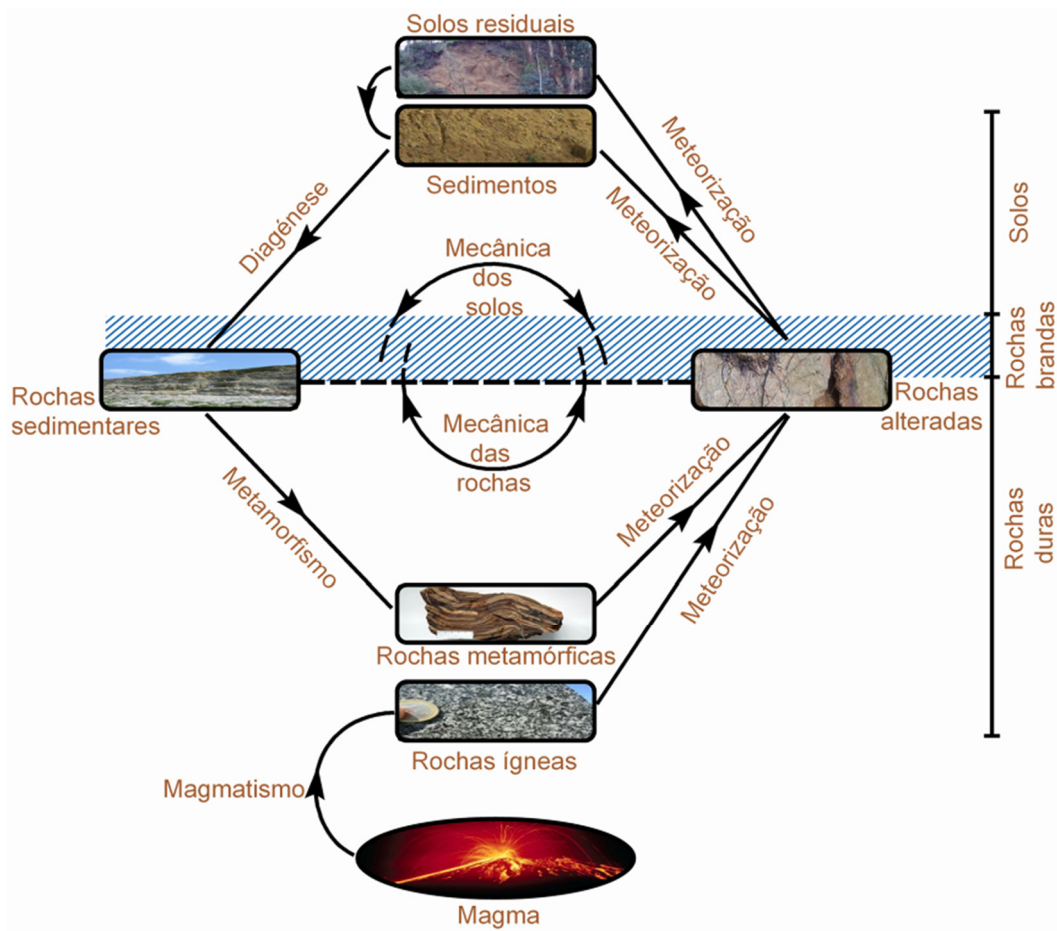 Solos residuais
Sedimentos
Meteorização
Meteorização
Diagénese
Mecânica
dos
solos
Solos
Rochas
brandas
Rochas
sedimentares
Rochas
alteradas
Mecânica
das
rochas
Metamorfismo
Meteorização
Meteorização
Rochas
duras
Rochas metamórficas
Rochas ígneas
Magmatismo
Magma